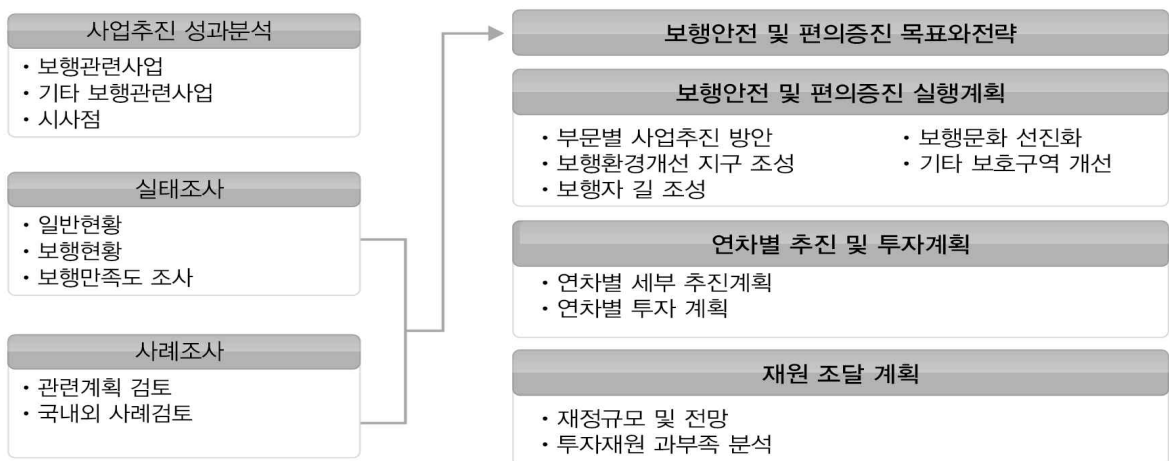 사업추진 성과분석
• 보행관련사업
• 기타 보행관련사업
• 시사점
실태조사
• 일반현황
• 보행현황
• 보행만족도 조사
사례조사
• 관련계획 검토
• 국내외 사례검토
보행안전 및 편의증진 목표와전략
보행안전 및 편의증진 실행계획
• 부문별 사업추진 방안
• 보행환경개선 지구 조성
• 보행자 길 조성
• 보행문화 선진화
• 기타 보호구역 개선
연차별 추진 및 투자계획
• 연차별 세부 추진계획
• 연차별 투자 계획
재원 조달 계획
• 재정규모 및 전망
• 투자재원 과부족 분석